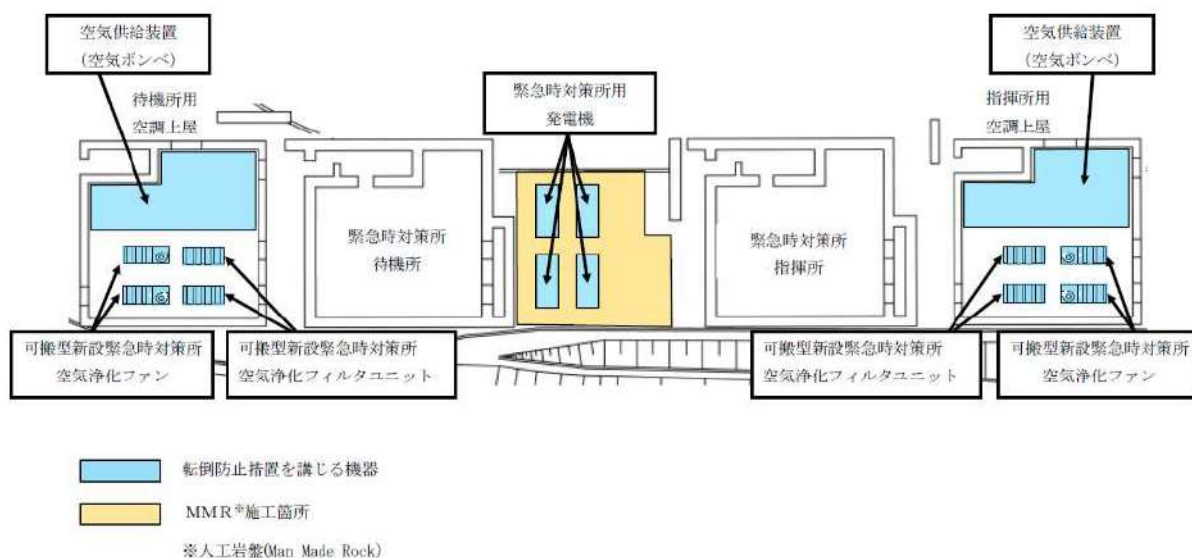 空気供給装置
(空気ボンベ)
空気供給装置
(空気ボンベ)
緊急時対策所用
発電機
待機所用
空調上屋
指揮所用
空調上屋
緊急時対策所
待機所
緊急時対策所
指揮所
可搬型新設緊急時対策所
空気浄化ファン
可搬型新設緊急時対策所
空気浄化フィルタユニット
可搬型新設緊急時対策所
空気浄化フィルタユニット
可搬型新設緊急時対策所
空気浄化ファン
転倒防止措置を講じる機器
MMR※施工箇所
※人工岩盤(Man Made Rock)